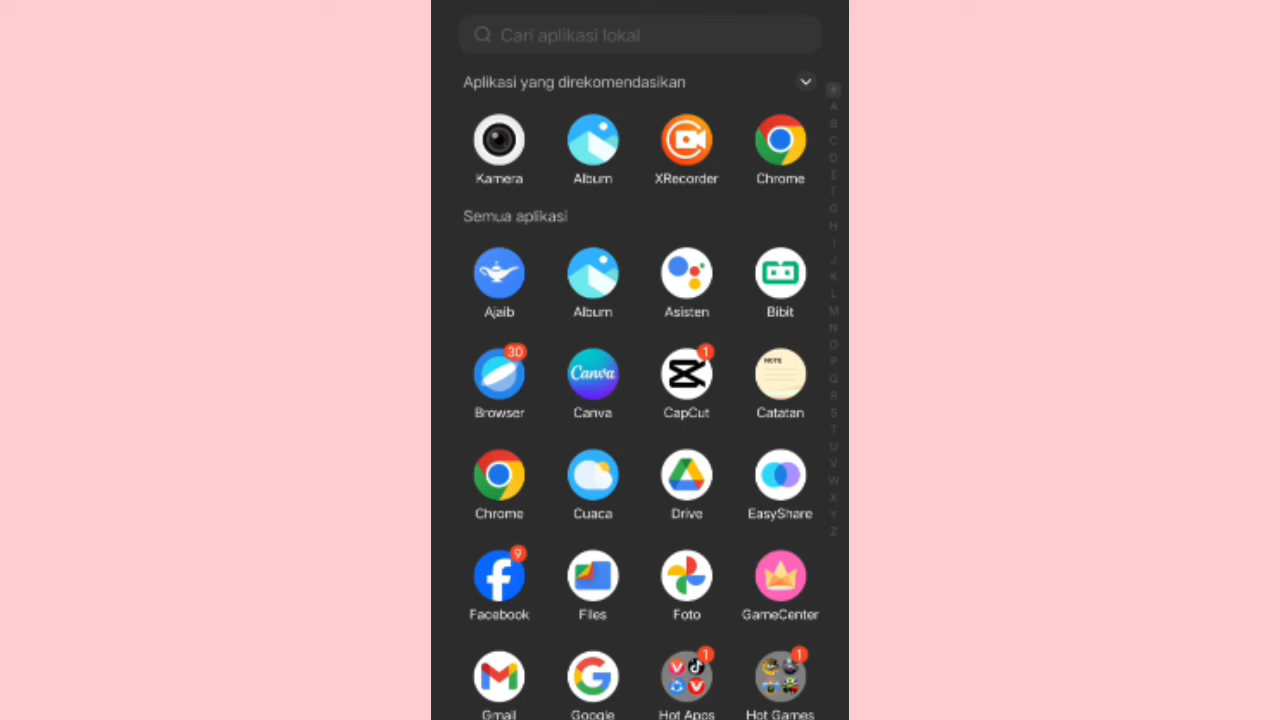 Cari aplikasi lokal
Aplikasi yang direkomendasikan
Kamera Album XRecorder Chrome
Semua aplikasi
Ajaib Album Asisten Bibit
30 1
Canva NOTE
Browser Canva CapCut Catatan
Chrome Cuaca Drive EasyShare
9
Facebook Files Foto GameCenter
1 1
Gmail Google Hot Apps Hot Games
#
A
B
C
D
E
F
G
H
I
J
K
L
M
N
O
P
Q
R
S
T
U
V
W
X
Y
Z